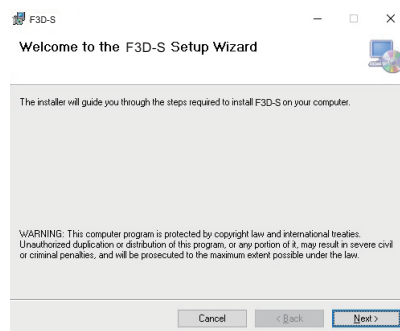 F3D-S
Welcome to the F3D-S Setup Wizard
The installer will guide you through the steps required to install F3D-S on your computer.
WARNING: This computer program is protected by copyright law and international treaties.
Unauthorized duplication or distribution of this program, or any portion of it, may result in severe civil
or criminal penalties, and will be prosecuted to the maximum extent possible under the law.
Cancel < Back Next >